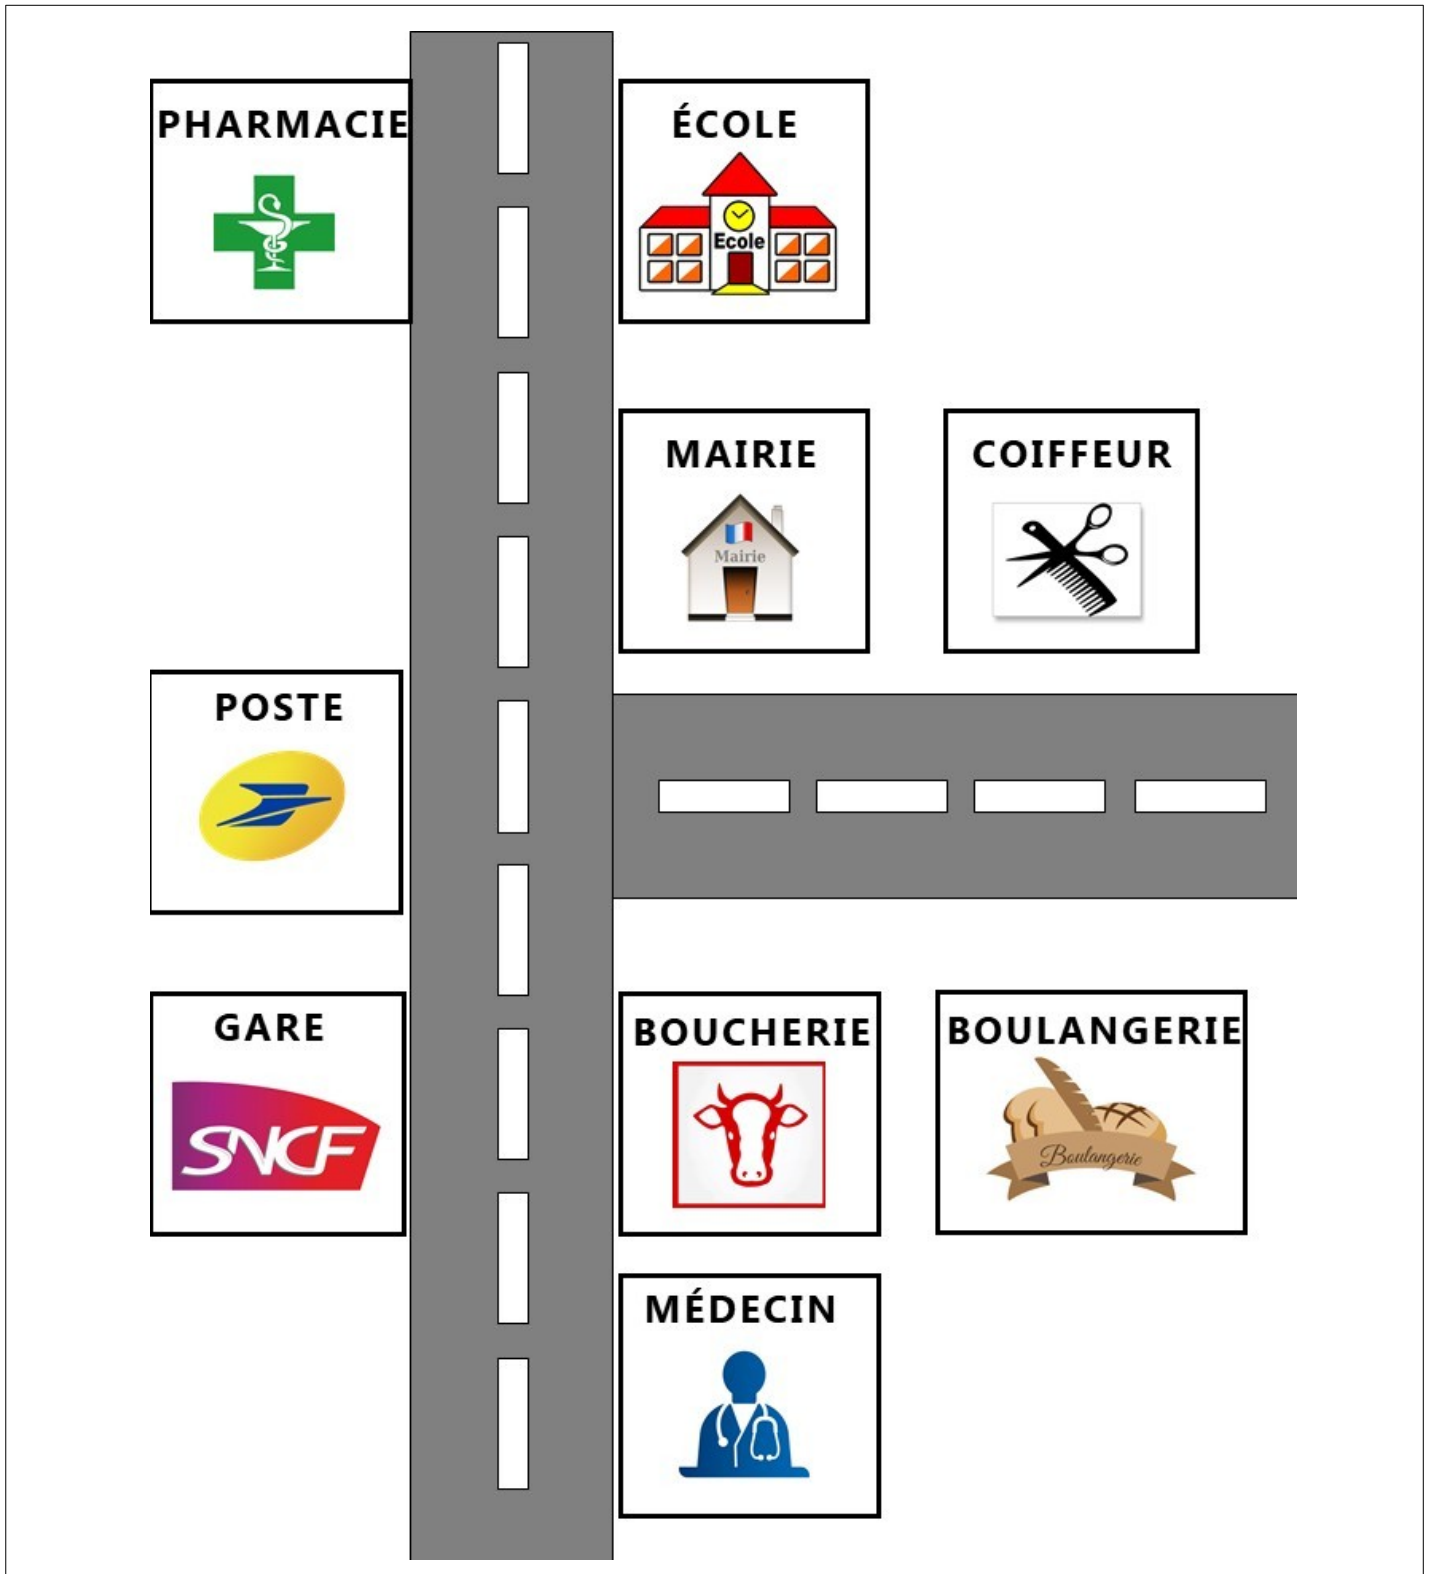 PHARMACIE
ÉCOLE
Ecole
MAIRIE
Mairie
COIFFEUR
POSTE
GARE
SNCF
BOUCHERIE
BOULANGERIE
Boulangerie
MÉDECIN